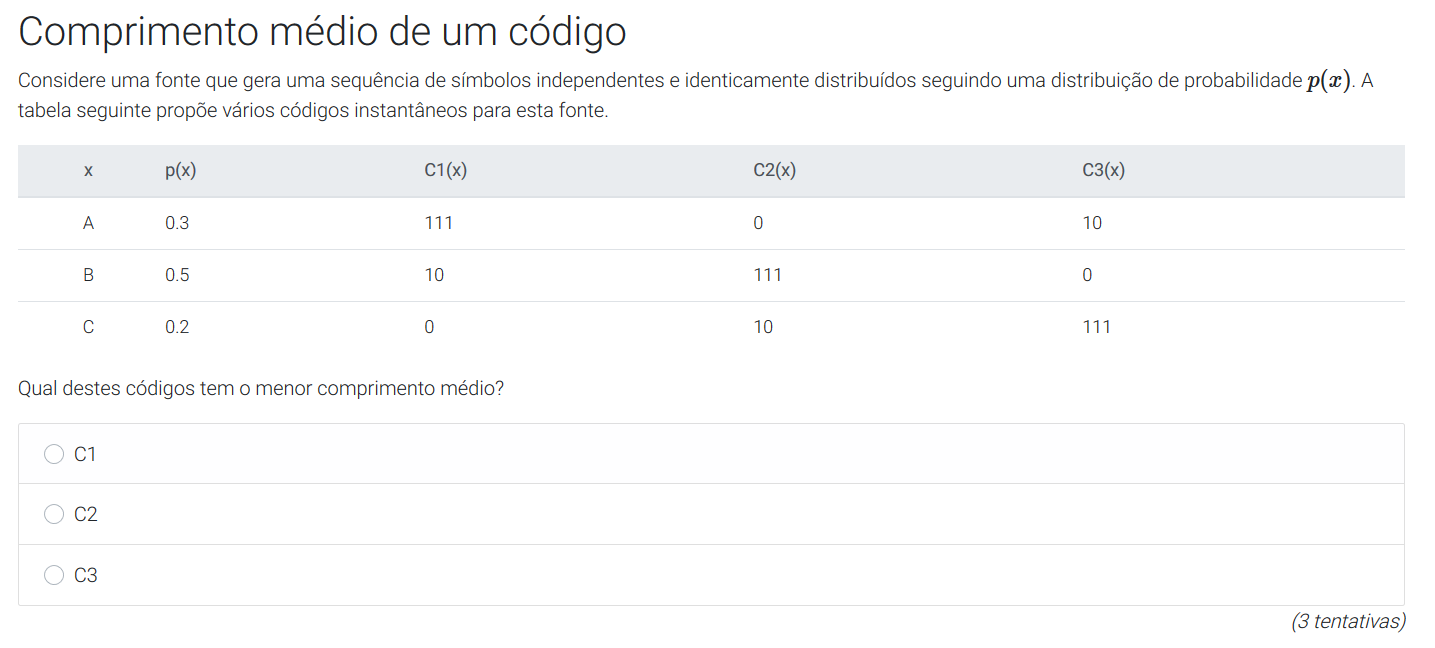 Comprimento médio de um código
Considere uma fonte que gera uma sequência de símbolos independentes e identicamente distribuídos seguindo uma distribuição de probabilidade p(x). A
tabela seguinte propõe vários códigos instantâneos para esta fonte.
x p(x) C1(x) C2(x) C3(x)
A 0.3 111 0 10
B 0.5 10 111 0
C 0.2 0 10 111
Qual destes códigos tem o menor comprimento médio?
C1
C2
C3
(3 tentativas)